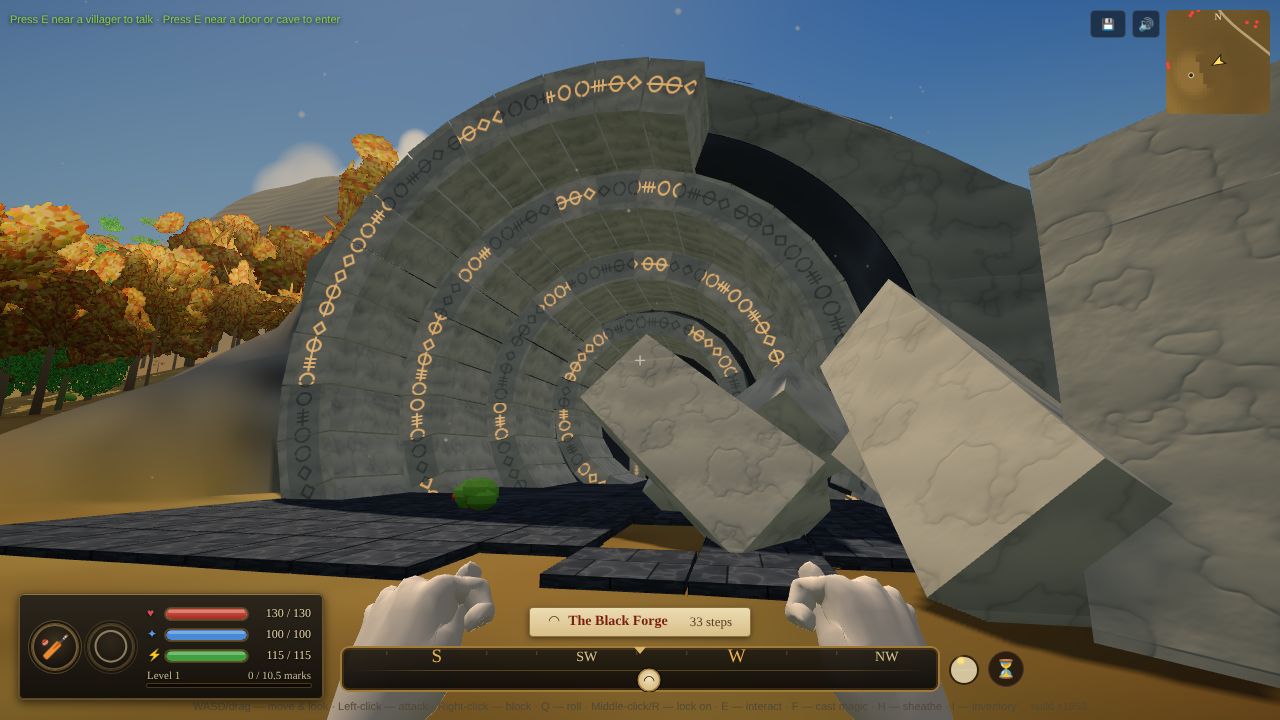 Press E near a villager to talk · Press E near a door or cave to enter
N
The Black Forge 33 steps
130 / 130
100 / 100
115 / 115
Level 1 0 / 10.5 marks
S SW W NW
WASD/drag — move & look · Left-click — attack · Right-click — block · Q — roll · Middle-click/R — lock on · E — interact · F — cast magic · H — sheathe · I — inventory